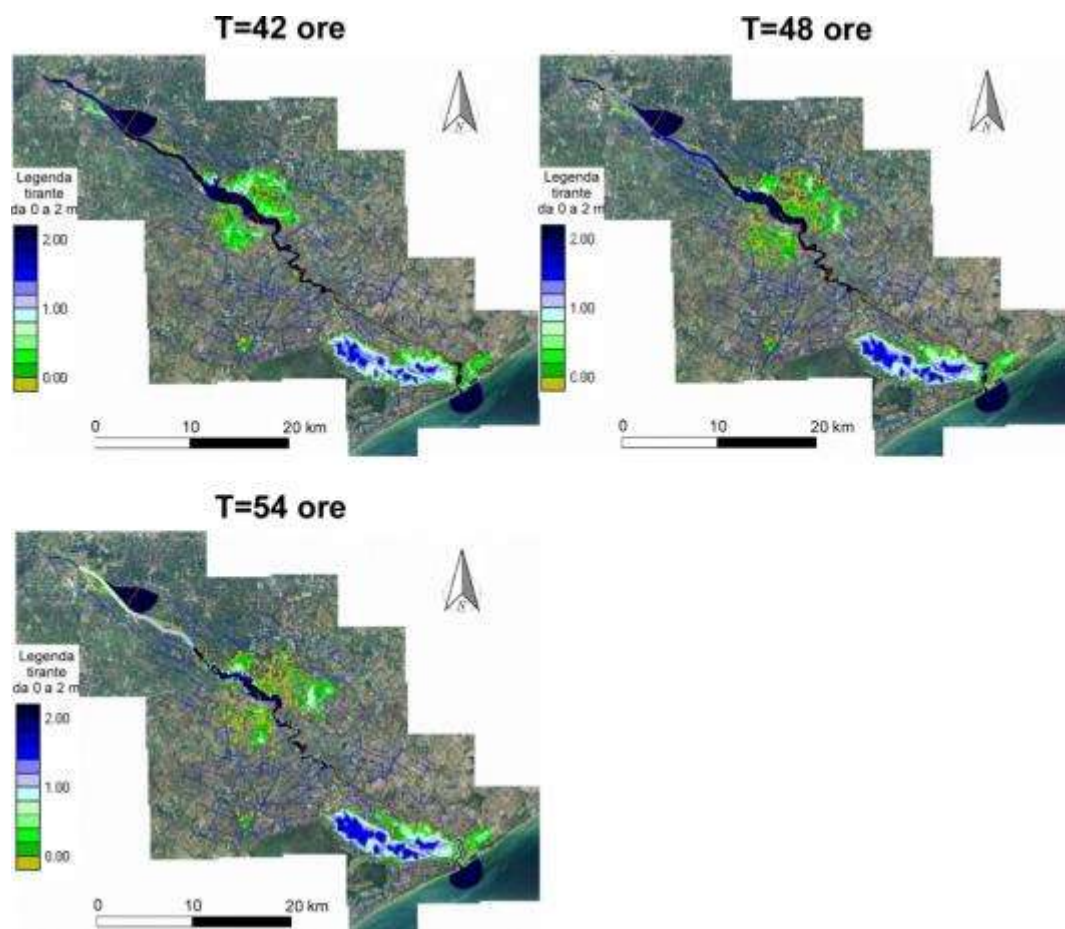 T=42 ore
N
Legenda
tirante
da 0 a 2 m
2.00
1.00
0.00
0 10 20 km
T=48 ore
N
Legenda
tirante
da 0 a 2 m
2.00
1.00
0.00
0 10 20 km
T=54 ore
N
Legenda
tirante
da 0 a 2 m
2.00
1.00
0.00
0 10 20 km